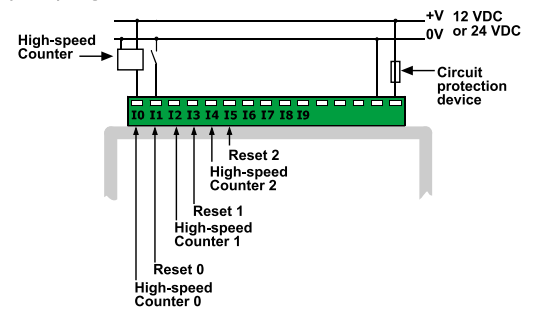 +V 12 VDC
0V or 24 VDC
High-speed
Counter
Circuit
protection
device
I0 I1 I2 I3 I4 I5 I6 I7 I8 I9
Reset 2
High-speed
Counter 2
Reset 1
High-speed
Counter 1
Reset 0
High-speed
Counter 0